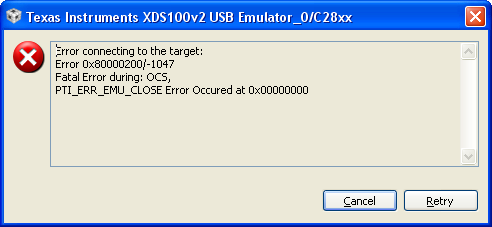 Texas Instruments XDS100v2 USB Emulator_0/C28xx
Error connecting to the target:
Error 0x80000200/-1047
Fatal Error during: OCS,
PTI_ERR_EMU_CLOSE Error Occured at 0x00000000
Cancel
Retry